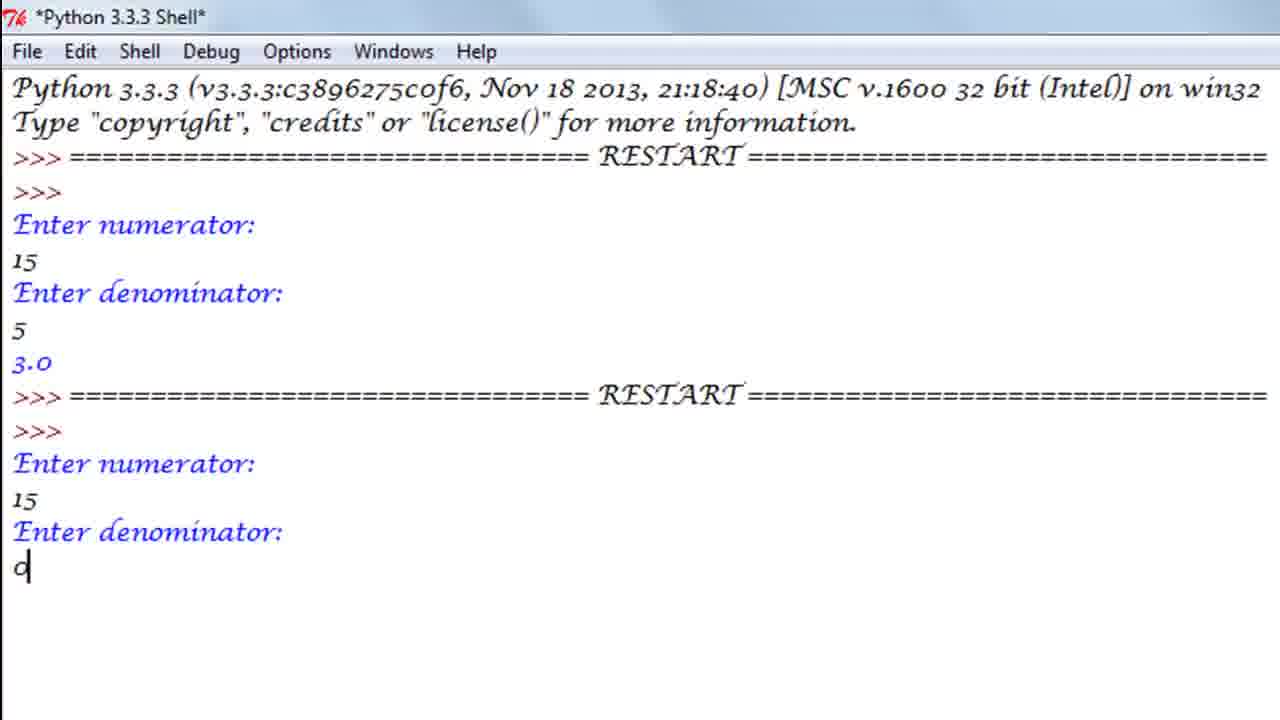 *Python 3.3.3 Shell*
File Edit Shell Debug Options Windows Help
Python 3.3.3 (v3.3.3:c3896275c0f6, Nov 18 2013, 21:18:40) [MSC v.1600 32 bit (Intel)] on win32
Type "copyright", "credits" or "license()" for more information.
>>> ================================ RESTART ================================
>>>
Enter numerator:
15
Enter denominator:
5
3.0
>>> ================================ RESTART ================================
>>>
Enter numerator:
15
Enter denominator:
0